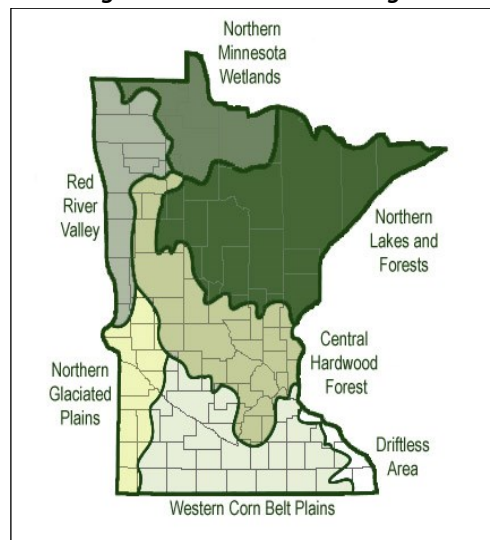 Northern
Minnesota
Wetlands
Red
River
Valley
Northern
Lakes and
Forests
Central
Hardwood
Forest
Northern
Glaciated
Plains
Driftless
Area
Western Corn Belt Plains